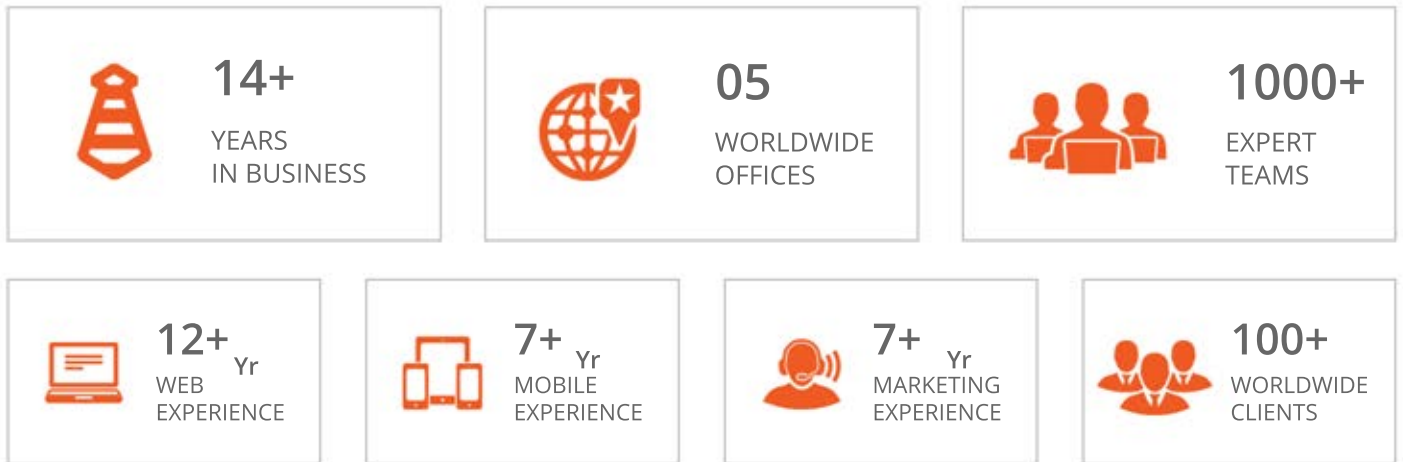 14+
YEARS
IN BUSINESS
05
WORLDWIDE
OFFICES
1000+
EXPERT
TEAMS
12+ Yr
WEB
EXPERIENCE
7+ Yr
MOBILE
EXPERIENCE
7+ Yr
MARKETING
EXPERIENCE
100+
WORLDWIDE
CLIENTS